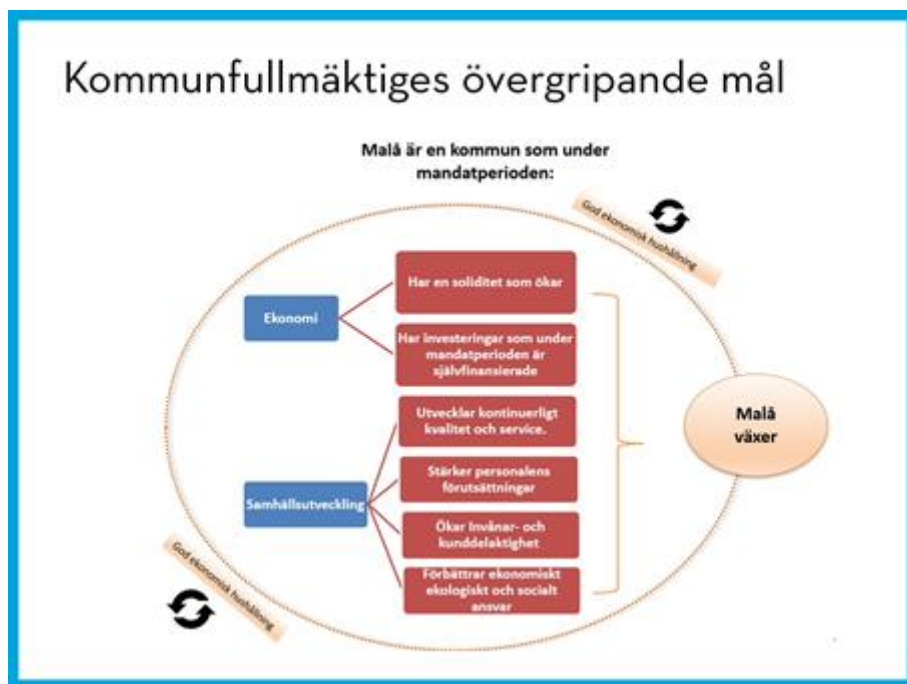 Kommunfullmäktiges övergripande mål
Malå är en kommun som under
mandatperioden:
God ekonomisk hushållning
Har en soliditet som ökar
Ekonomi
Har investeringar som under
mandatperioden är
självfinansierade
Utvecklar kontinuerligt
kvalitet och service.
Malå
växer
Stärker personalens
förutsättningar
Samhällsutveckling
Ökar Invånar- och
kunddelaktighet
Förbättrar ekonomiskt
ekologiskt och socialt
ansvar
God ekonomisk hushållning